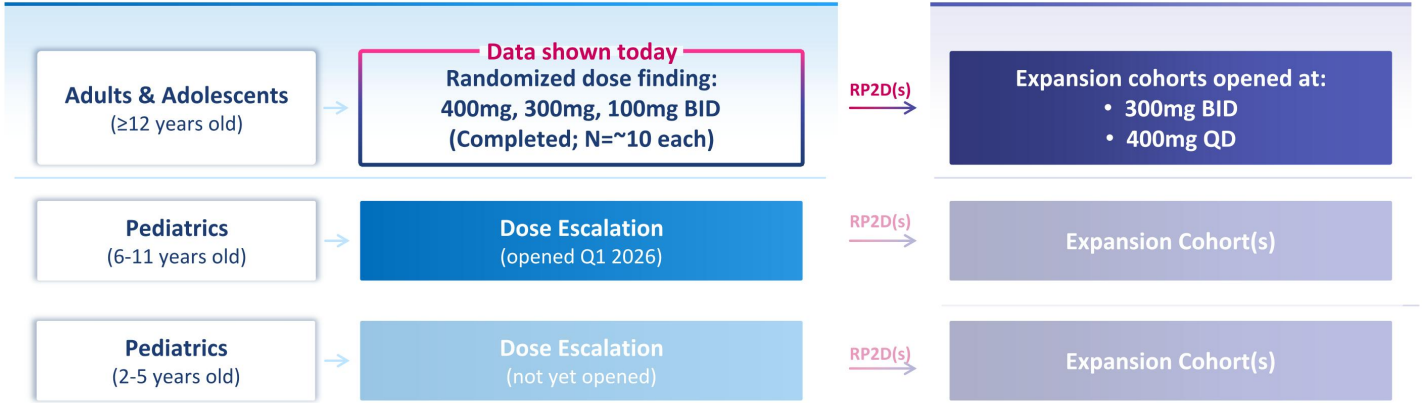 Adults & Adolescents
(≥12 years old)
Data shown today
Randomized dose finding:
400mg, 300mg, 100mg BID
(Completed; N=~10 each)
RP2D(s)
Expansion cohorts opened at:
• 300mg BID
• 400mg QD
Pediatrics
(6-11 years old)
Dose Escalation
(opened Q1 2026)
RP2D(s)
Expansion Cohort(s)
Pediatrics
(2-5 years old)
Dose Escalation
(not yet opened)
RP2D(s)
Expansion Cohort(s)